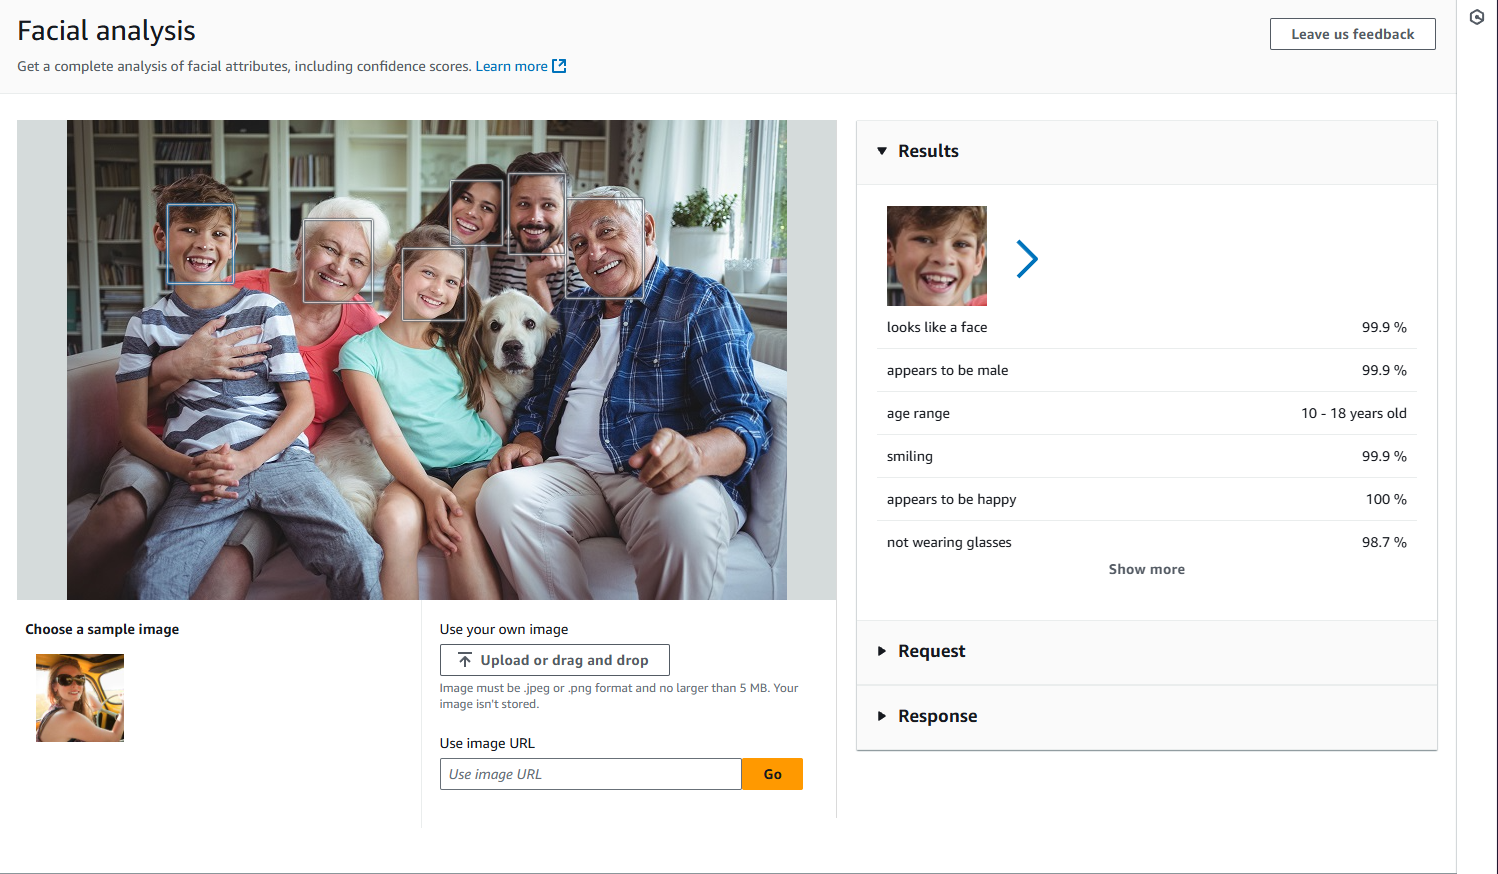 Facial analysis
Leave us feedback
Get a complete analysis of facial attributes, including confidence scores. Learn more
Results
looks like a face 99.9 %
appears to be male 99.9 %
age range 10 - 18 years old
smiling 99.9 %
appears to be happy 100 %
not wearing glasses 98.7 %
Show more
Request
Response
Choose a sample image
Use your own image
Upload or drag and drop
Image must be .jpeg or .png format and no larger than 5 MB. Your
image isn't stored.
Use image URL
Use image URL
Go